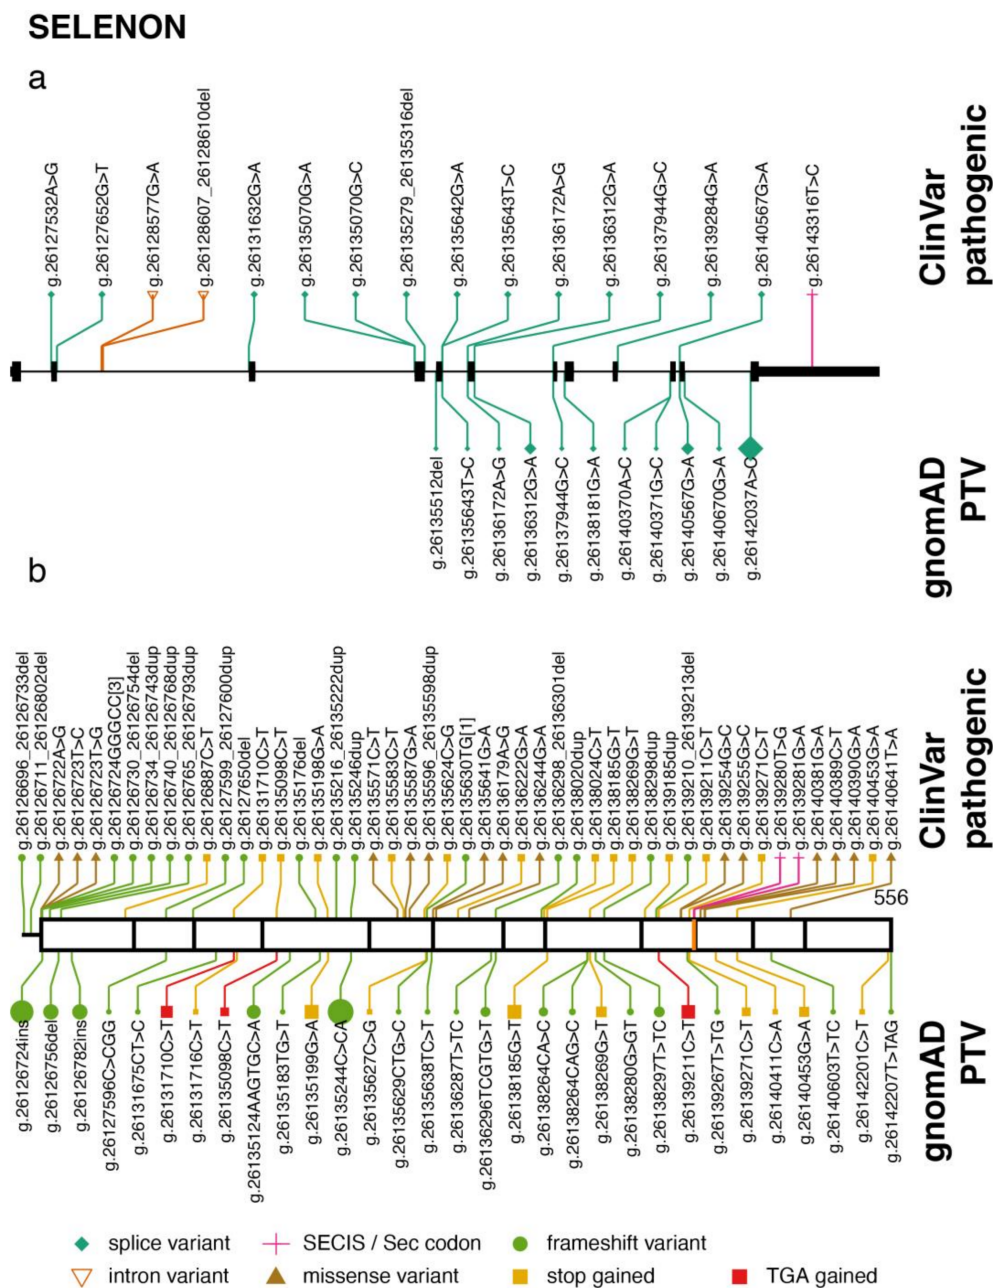 SELENON
a
g.26127532A>G
g.26127652G>T
g.26128577G>A
g.26128607_26128610del
g.26131632G>A
g.26135070G>A
g.26135070G>C
g.26135279_26135316del
g.26135642G>A
g.26135643T>C
g.26136172A>G
g.26136312G>A
g.26137944G>C
g.26139284G>A
g.26140567G>A
g.26143316T>C
ClinVar
pathogenic
g.26135512del
g.26135643T>C
g.26136172A>G
g.26136312G>A
g.26137944G>C
g.26138181G>A
g.26140370A>C
g.26140371G>C
g.26140567G>A
g.26140670G>A
g.26142037A>C
gnomAD
PTV
b
g.26126696_26126733del
g.26126711_26126802del
g.26126722A>G
g.26126723T>C
g.26126723T>G
g.26126724GGGCC[3]
g.26126730_26126754del
g.26126734_26126743dup
g.26126740_26126768dup
g.26126765_26126793dup
g.26126887C>T
g.26127599_26127600dup
g.26127650del
g.26131710C>T
g.26135098C>T
g.26135176del
g.26135198G>A
g.26135216_26135222dup
g.26135246dup
g.26135571C>T
g.26135583C>T
g.26135587G>A
g.26135596_26135598dup
g.26135624C>G
g.26135630TG[1]
g.26135641G>A
g.26136179A>G
g.26136222G>A
g.26136244G>A
g.26136298_26136301del
g.26138020dup
g.26138024C>T
g.26138185G>T
g.26138269G>T
g.26138298dup
g.26139185dup
g.26139210_26139213del
g.26139211C>T
g.26139254G>C
g.26139255G>C
g.26139271C>T
g.26139280T>G
g.26139281G>A
g.26140381G>A
g.26140389C>T
g.26140390G>A
g.26140453G>A
g.26140641T>A
ClinVar
pathogenic
556
g.26126724ins
g.26126756del
g.26126782ins
g.26127596C>CGG
g.26131675CT>C
g.26131710C>T
g.26131716C>T
g.26135098C>T
g.26135124AAGTGC>A
g.26135183TG>T
g.26135199G>A
g.26135244C>CA
g.26135627C>G
g.26135629CTG>C
g.26135638TC>T
g.26136287T>TC
g.26136296TCGTG>T
g.26138185G>T
g.26138264CA>C
g.26138264CAG>C
g.26138269G>T
g.26138280G>GT
g.26138297T>TC
g.26139211C>T
g.26139267T>TG
g.26139271C>T
g.26140411C>A
g.26140453G>A
g.26140603T>TC
g.26142201C>T
g.26142207T>TAG
gnomAD
PTV
splice variant
SECIS / Sec codon
frameshift variant
intron variant
missense variant
stop gained
TGA gained